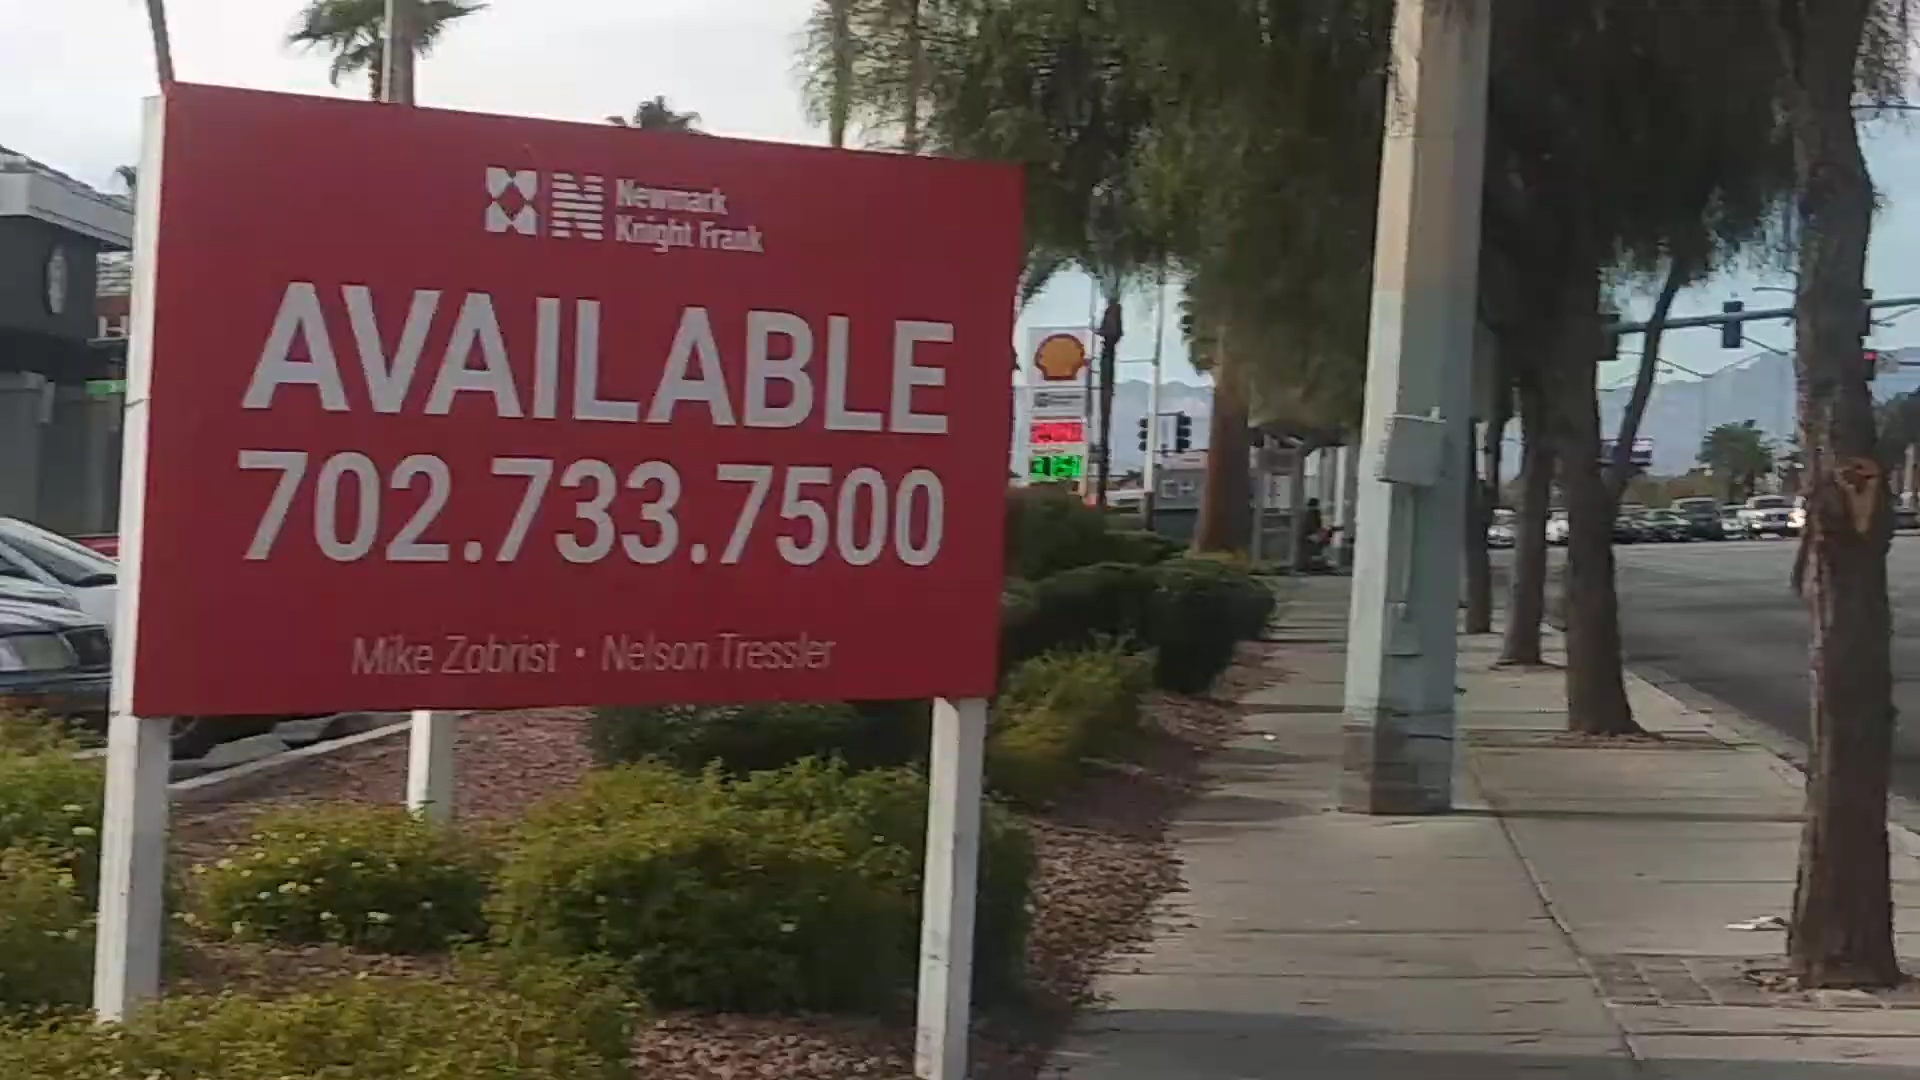 Newmark
Knight Frank
AVAILABLE
702.733.7500
Mike Zobrist • Nelson Tressler